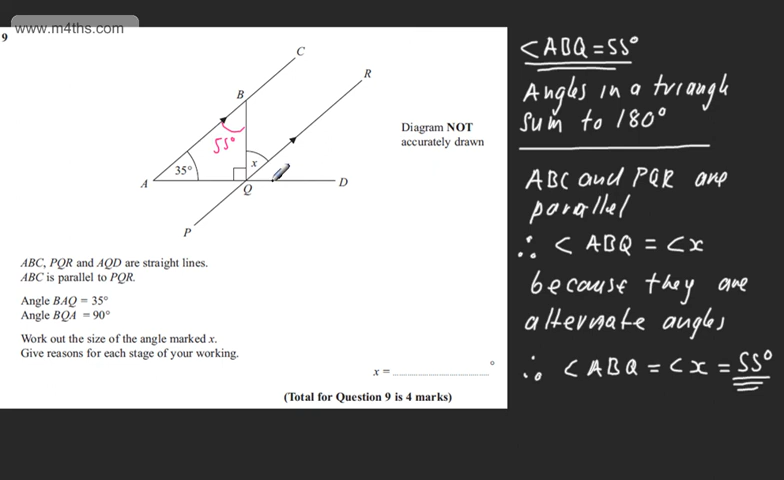 www.m4ths.com
9
C
R
B
55°
x
35°
A
Q
D
P
Diagram NOT
accurately drawn
ABC, PQR and AQD are straight lines.
ABC is parallel to PQR.
Angle BAQ = 35°
Angle BQA = 90°
Work out the size of the angle marked x.
Give reasons for each stage of your working.
x = ................................................ °
(Total for Question 9 is 4 marks)
<ABQ = 55°
Angles in a triangle
sum to 180°
ABC and PQR are
parallel
∴ < ABQ = <x
because they are
alternate angles
∴ < ABQ = <x = 55°